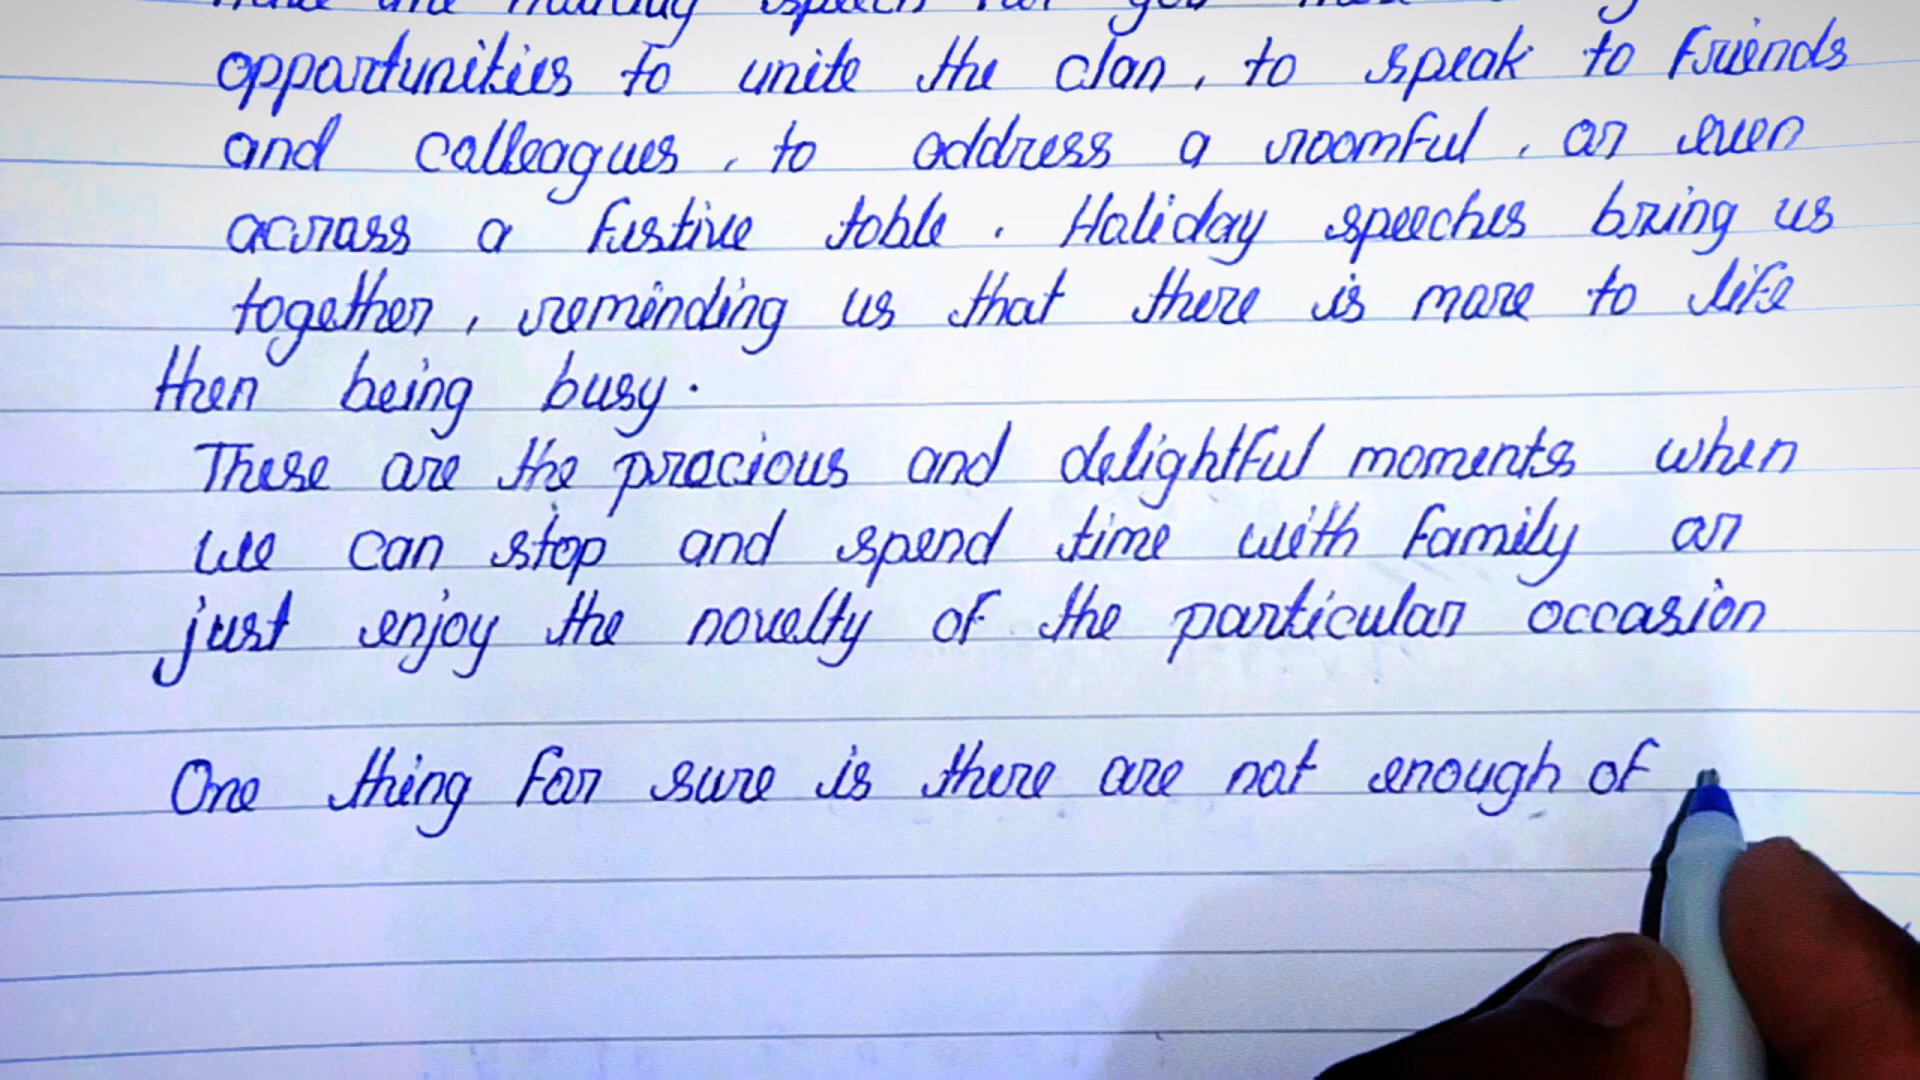 speech for you
opportunities to unite the clan, to speak to friends
and colleagues, to address a roomful, or even
across a festive table. Holiday speeches bring us
together, reminding us that there is more to life
then being busy.
These are the precious and delightful moments when
we can stop and spend time with family or
just enjoy the novelty of the particular occasion
One thing for sure is there are not enough of